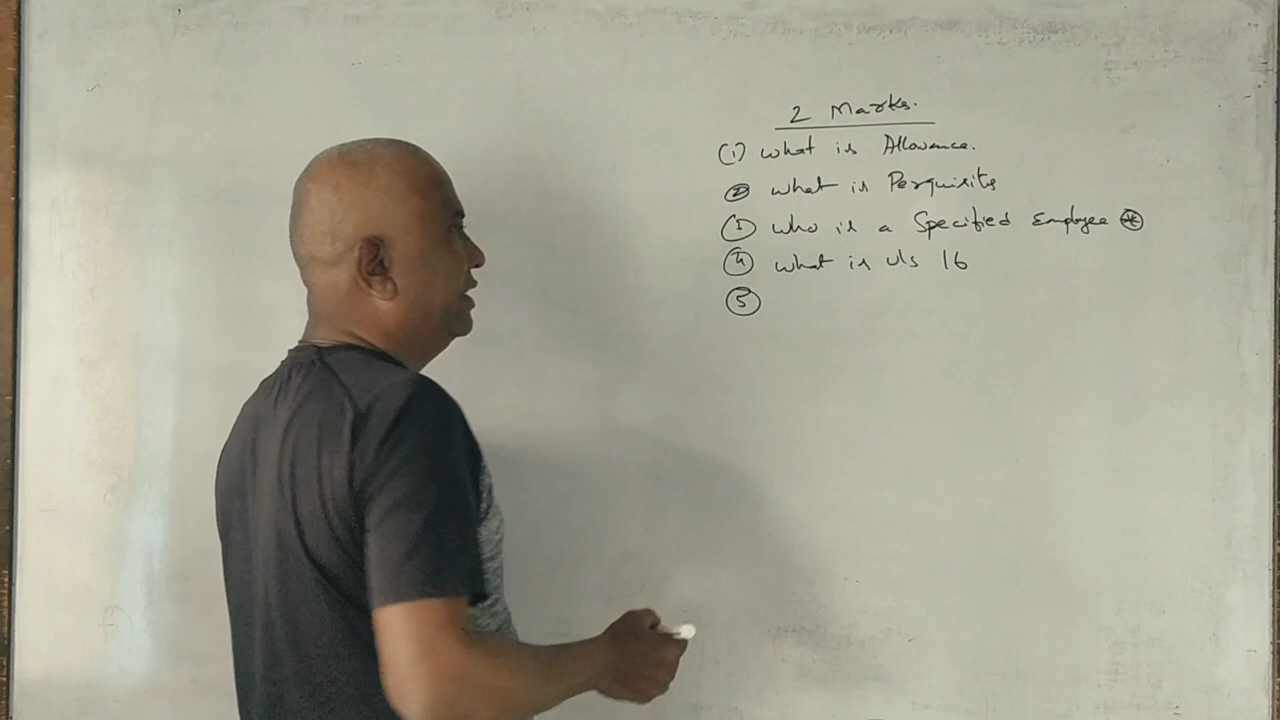 2 Marks.
(1) what is Allowance.
(2) what is Perquisite
(3) who is a Specified Employee *
(4) what is U/s 16
(5)